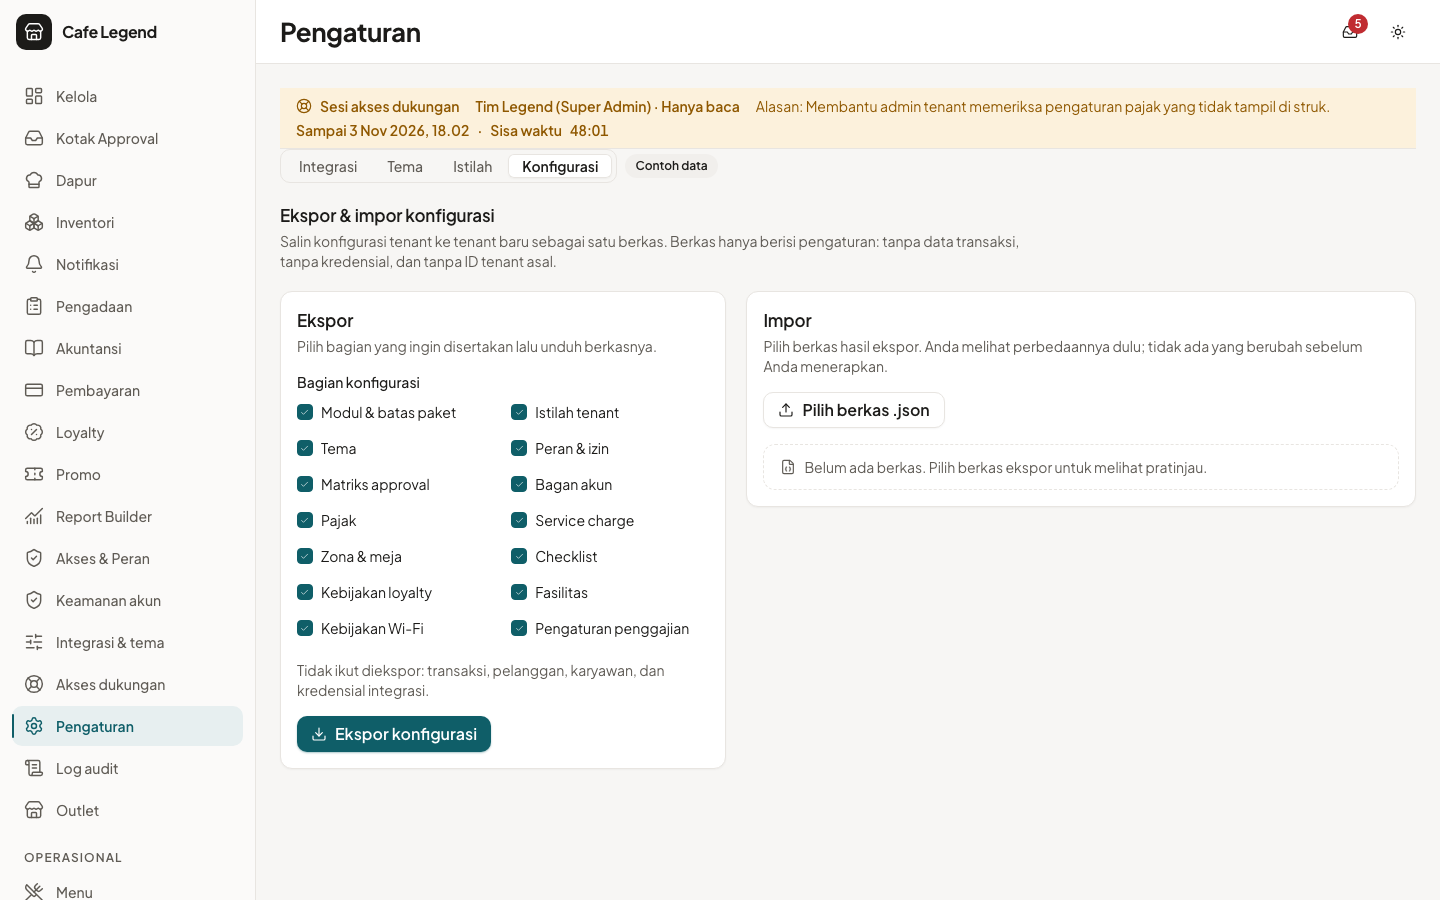 Cafe Legend
Pengaturan
5
Kelola
Kotak Approval
Dapur
Inventori
Notifikasi
Pengadaan
Akuntansi
Pembayaran
Loyalty
Promo
Report Builder
Akses & Peran
Keamanan akun
Integrasi & tema
Akses dukungan
Pengaturan
Log audit
Outlet
OPERASIONAL
Menu
Sesi akses dukungan Tim Legend (Super Admin) · Hanya baca Alasan: Membantu admin tenant memeriksa pengaturan pajak yang tidak tampil di struk.
Sampai 3 Nov 2026, 18.02 · Sisa waktu 48:01
Integrasi Tema Istilah Konfigurasi Contoh data
Ekspor & impor konfigurasi
Salin konfigurasi tenant ke tenant baru sebagai satu berkas. Berkas hanya berisi pengaturan: tanpa data transaksi,
tanpa kredensial, dan tanpa ID tenant asal.
Ekspor
Pilih bagian yang ingin disertakan lalu unduh berkasnya.
Bagian konfigurasi
Modul & batas paket Istilah tenant
Tema Peran & izin
Matriks approval Bagan akun
Pajak Service charge
Zona & meja Checklist
Kebijakan loyalty Fasilitas
Kebijakan Wi-Fi Pengaturan penggajian
Tidak ikut diekspor: transaksi, pelanggan, karyawan, dan
kredensial integrasi.
Ekspor konfigurasi
Impor
Pilih berkas hasil ekspor. Anda melihat perbedaannya dulu; tidak ada yang berubah sebelum
Anda menerapkan.
Pilih berkas .json
Belum ada berkas. Pilih berkas ekspor untuk melihat pratinjau.